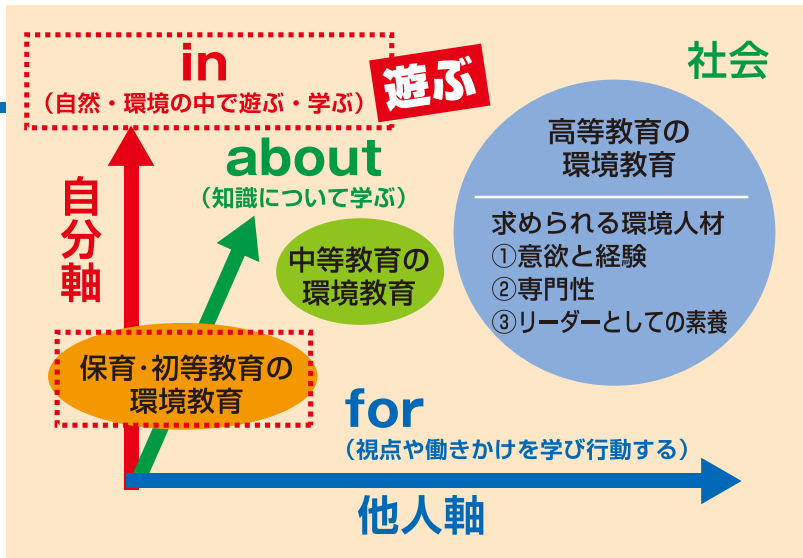 in
（自然・環境の中で遊ぶ・学ぶ）
遊ぶ
社会
about
（知識について学ぶ）
自分軸
高等教育の
環境教育
求められる環境人材
①意欲と経験
②専門性
③リーダーとしての素養
中等教育の
環境教育
保育・初等教育の
環境教育
for
（視点や働きかけを学び行動する）
他人軸